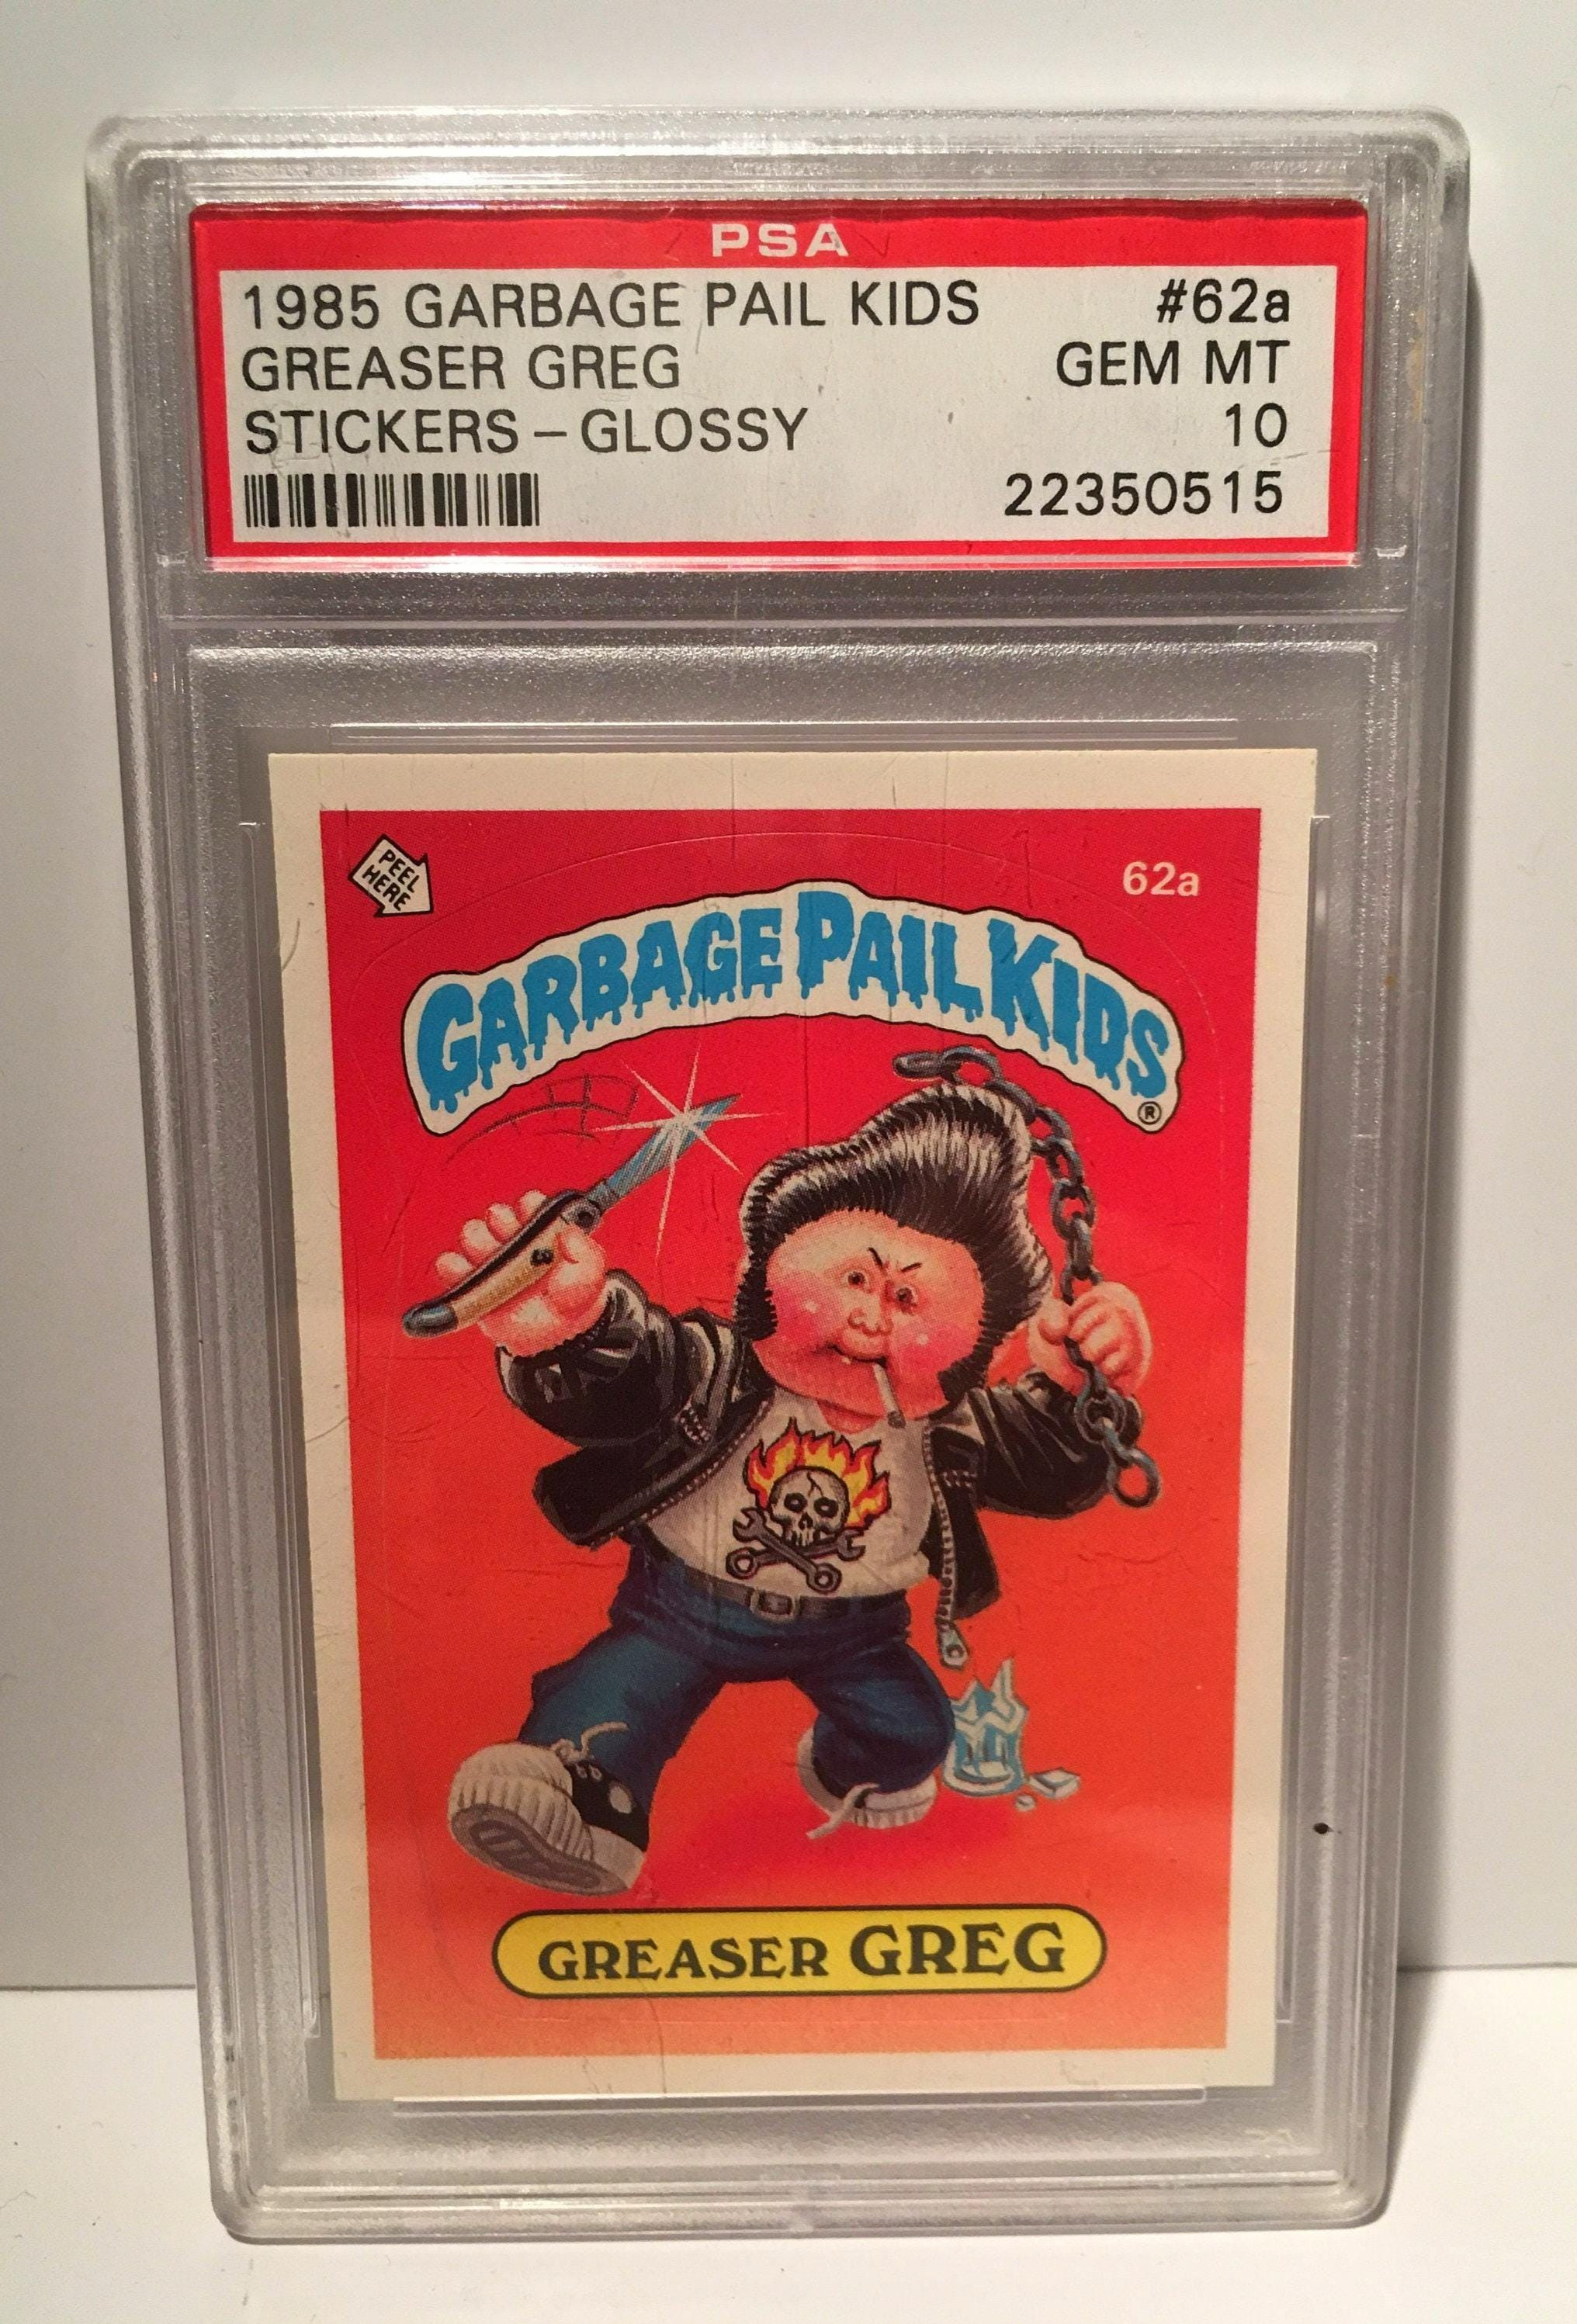 PSA
1985 GARBAGE PAIL KIDS #62a
GREASER GREG GEM MT
STICKERS – GLOSSY 10
22350515
PEEL
HERE
62a
GARBAGE PAIL KIDS
®
GREASER GREG